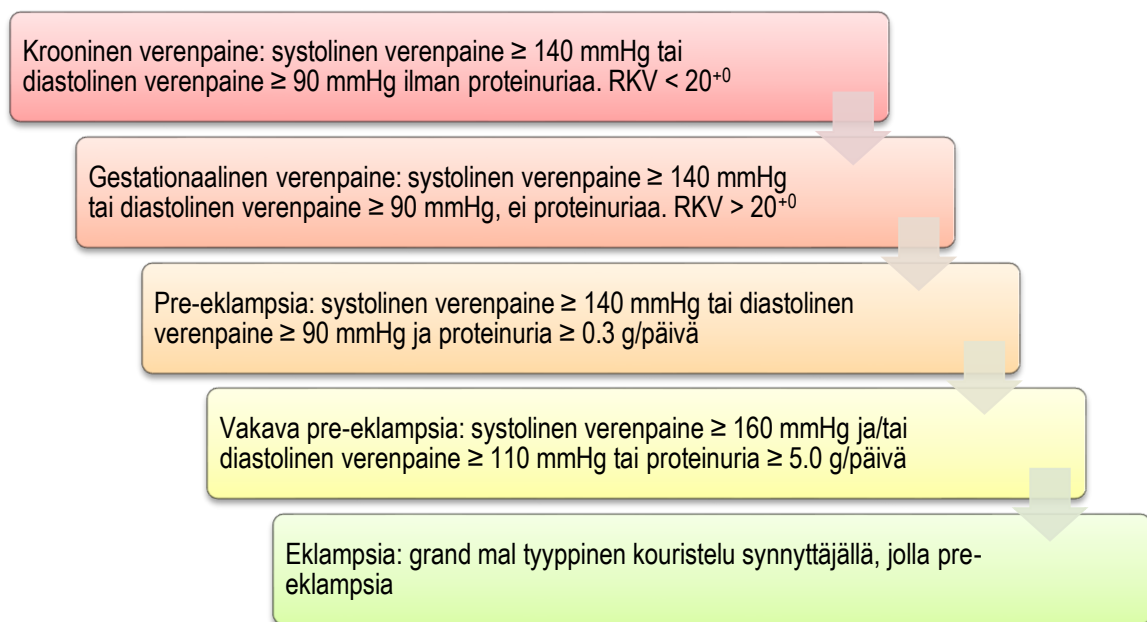 Krooninen verenpaine: systolinen verenpaine ≥ 140 mmHg tai
diastolinen verenpaine ≥ 90 mmHg ilman proteinuriaa. RKV < 20⁺⁰
Gestationaalinen verenpaine: systolinen verenpaine ≥ 140 mmHg
tai diastolinen verenpaine ≥ 90 mmHg, ei proteinuriaa. RKV > 20⁺⁰
Pre-eklampsia: systolinen verenpaine ≥ 140 mmHg tai diastolinen
verenpaine ≥ 90 mmHg ja proteinuria ≥ 0.3 g/päivä
Vakava pre-eklampsia: systolinen verenpaine ≥ 160 mmHg ja/tai
diastolinen verenpaine ≥ 110 mmHg tai proteinuria ≥ 5.0 g/päivä
Eklampsia: grand mal tyyppinen kouristelu synnyttäjällä, jolla pre-
eklampsia